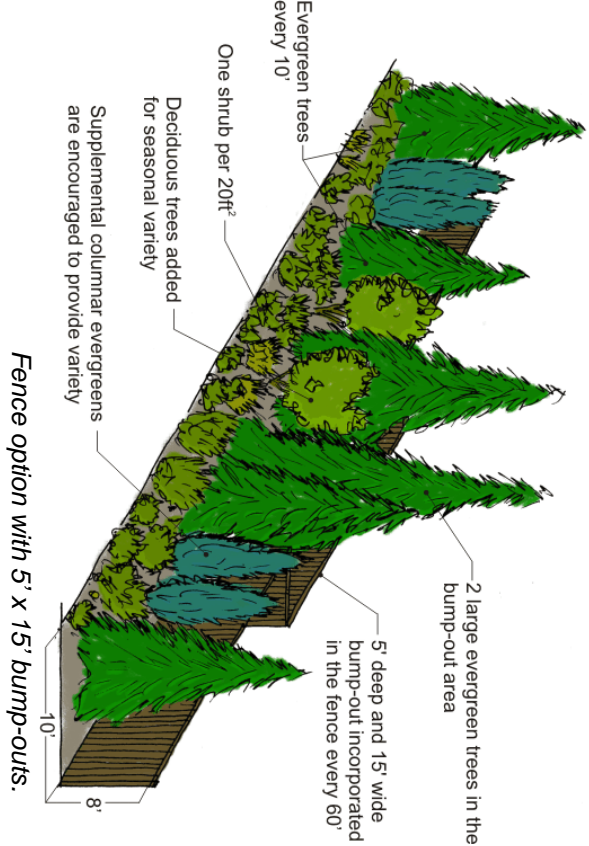 Evergreen trees
every 10'
One shrub per 20ft²
Deciduous trees added
for seasonal variety
Supplemental columnar evergreens
are encouraged to provide variety
2 large evergreen trees in the
bump-out area
5' deep and 15' wide
bump-out incorporated
in the fence every 60'
10'
8'
Fence option with 5' x 15' bump-outs.